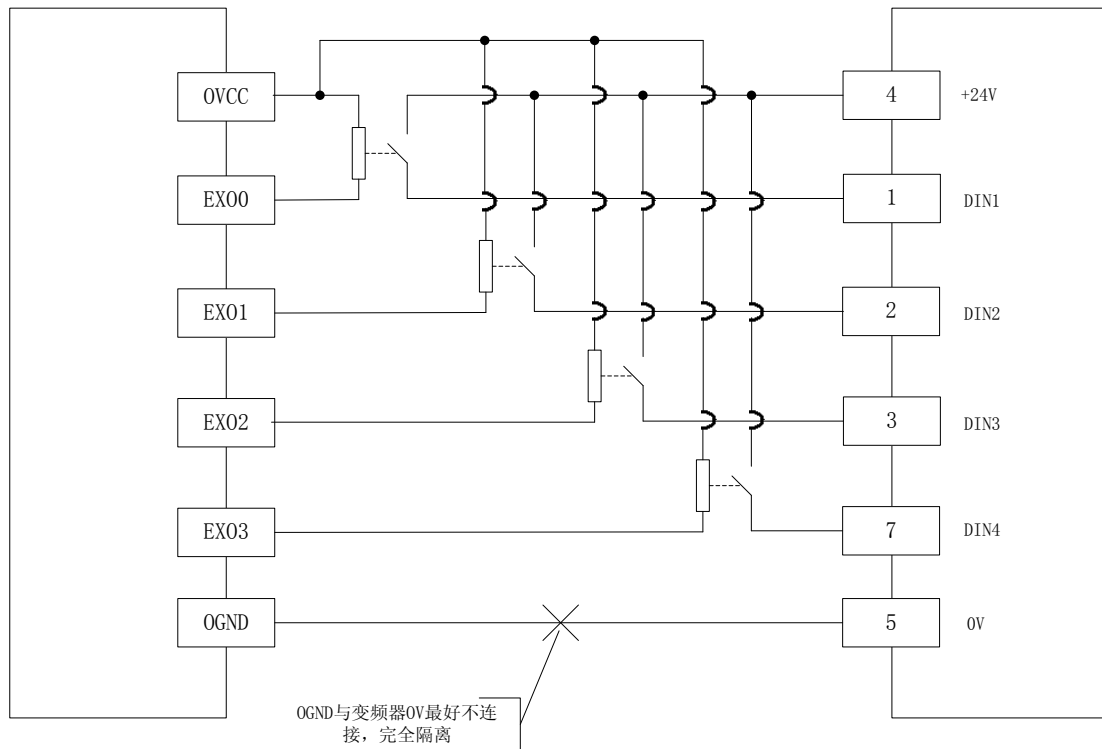 OVCC
4
+24V
EXO0
1
DIN1
EXO1
2
DIN2
EXO2
3
DIN3
EXO3
7
DIN4
OGND
5
0V
OGND与变频器0V最好不连
接，完全隔离